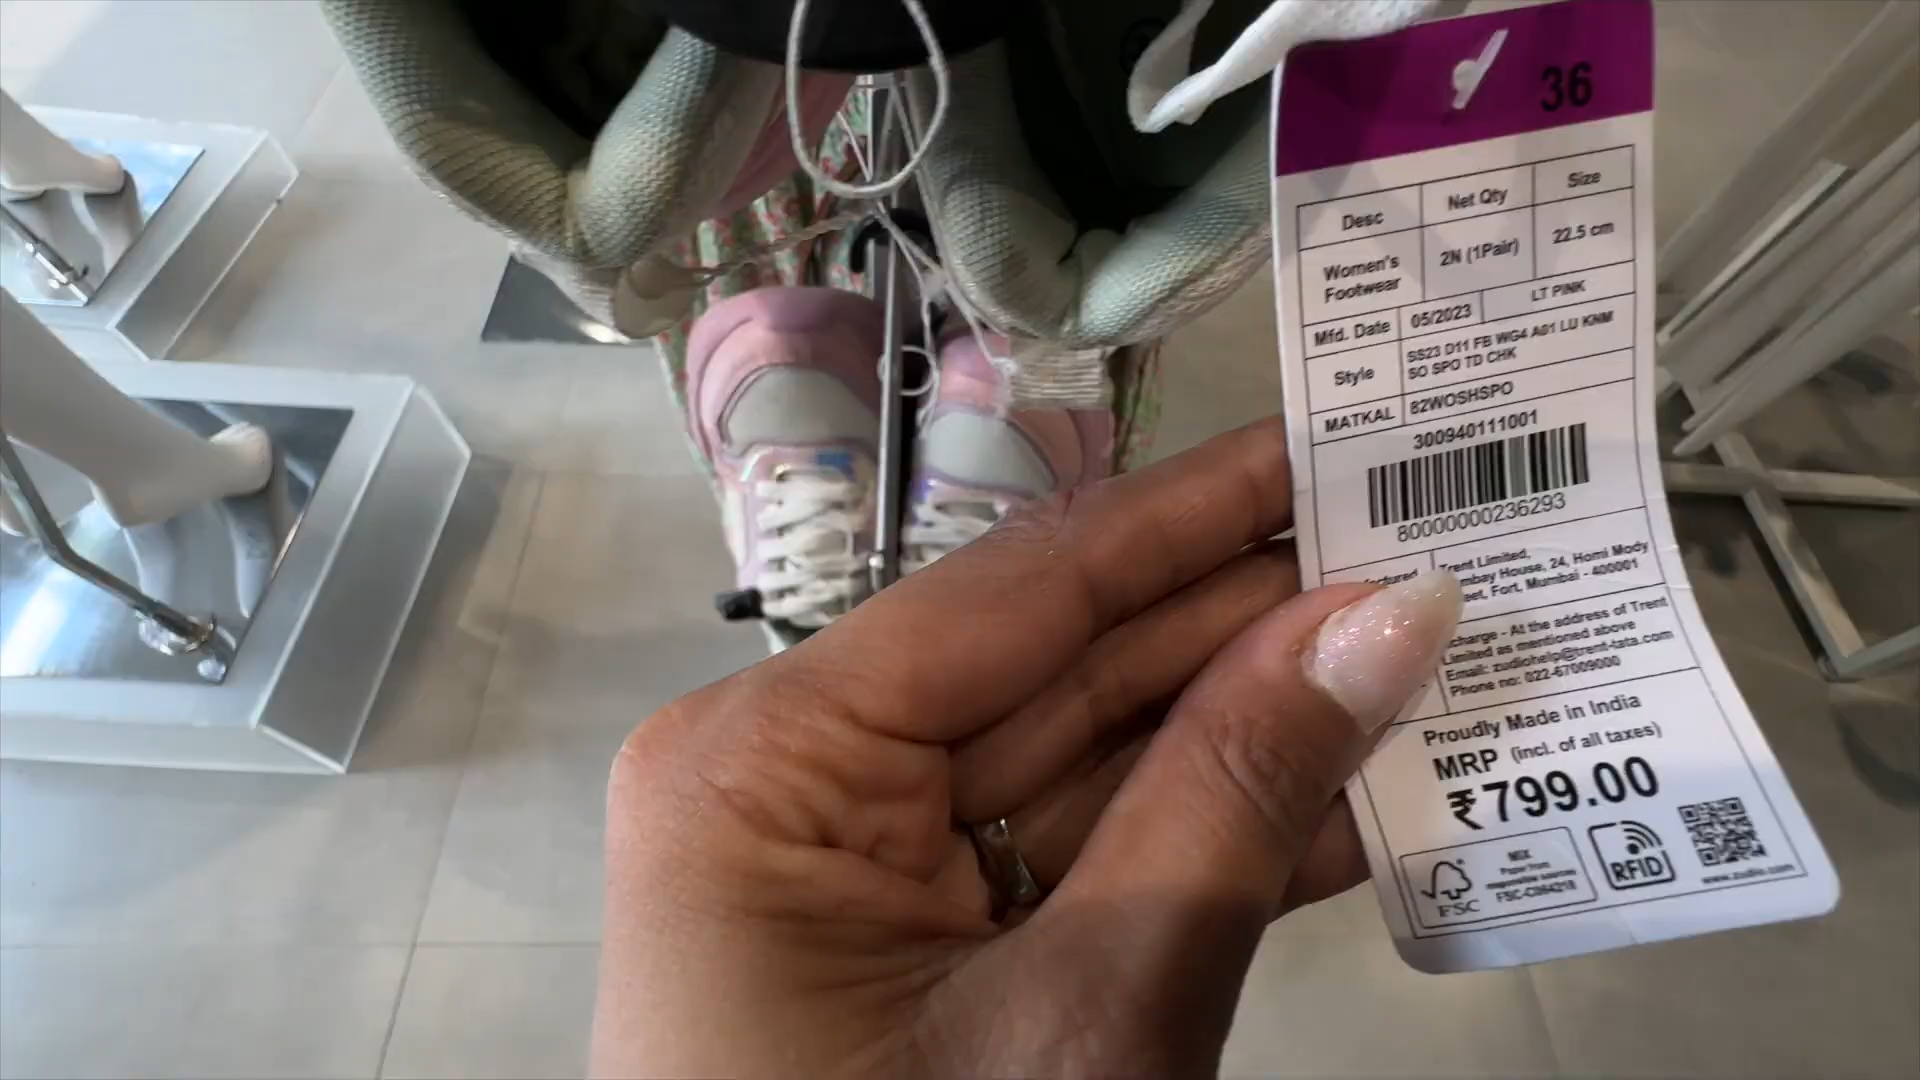 36
Desc Net Qty Size
Women's Footwear 2N (1Pair) 22.5 cm
Mfd. Date 05/2023 LT PINK
Style SS23 D11 FB WG4 A01 LU KNM
SO SPO TD CHK
MATKAL 82WOSHSPO
300940111001
80000000236293
Trent Limited,
House, 24, Homi Mody
Fort, Mumbai - 400001
At the address of Trent
Limited as mentioned above
Email: zudiohelp@trent-tata.com
Phone no: 022-67009000
Proudly Made in India
MRP (incl. of all taxes)
₹799.00
FSC
MIX
Paper from
responsible sources
RFID
www.zudio.com